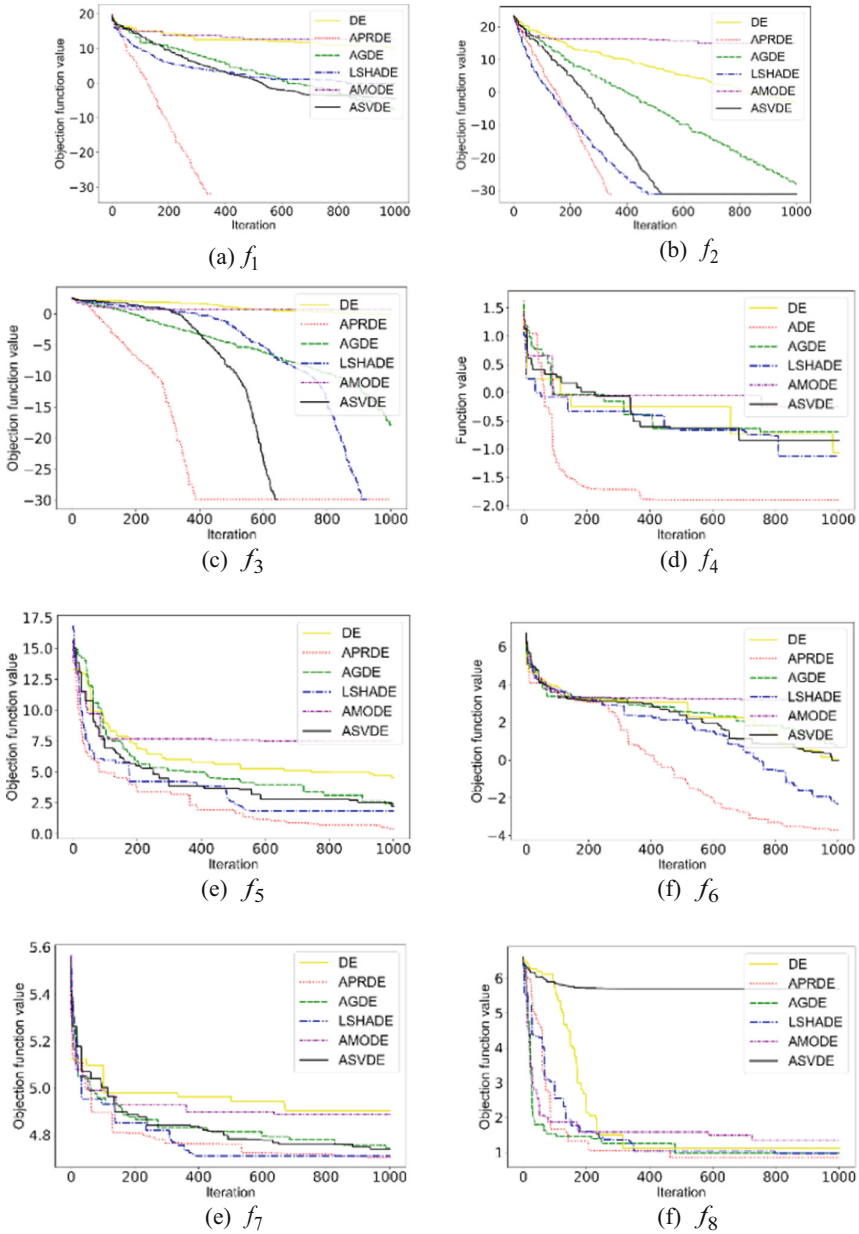 20
10
0
−10
−20
−30
0 200 400 600 800 1000
Objection function value
Iteration
DE
APRDE
AGDE
LSHADE
AMODE
ASVDE
(a) f1
20
10
0
−10
−20
−30
0 200 400 600 800 1000
Objection function value
Iteration
DE
APRDE
AGDE
LSHADE
AMODE
ASVDE
(b) f2
0
−5
−10
−15
−20
−25
−30
0 200 400 600 800 1000
Objection function value
Iteration
DE
APRDE
AGDE
LSHADE
AMODE
ASVDE
(c) f3
1.5
1.0
0.5
0.0
−0.5
−1.0
−1.5
−2.0
0 200 400 600 800 1000
Function value
Iteration
DE
ADE
AGDE
LSHADE
AMODE
ASVDE
(d) f4
17.5
15.0
12.5
10.0
7.5
5.0
2.5
0.0
0 200 400 600 800 1000
Objection function value
Iteration
DE
APRDE
AGDE
LSHADE
AMODE
ASVDE
(e) f5
6
4
2
0
−2
−4
0 200 400 600 800 1000
Objection function value
Iteration
DE
APRDE
AGDE
LSHADE
AMODE
ASVDE
(f) f6
5.6
5.4
5.2
5.0
4.8
0 200 400 600 800 1000
Objection function value
Iteration
DE
APRDE
AGDE
LSHADE
AMODE
ASVDE
(e) f7
6
5
4
3
2
1
0 200 400 600 800 1000
Objection function value
Iteration
DE
APRDE
AGDE
LSHADE
AMODE
ASVDE
(f) f8